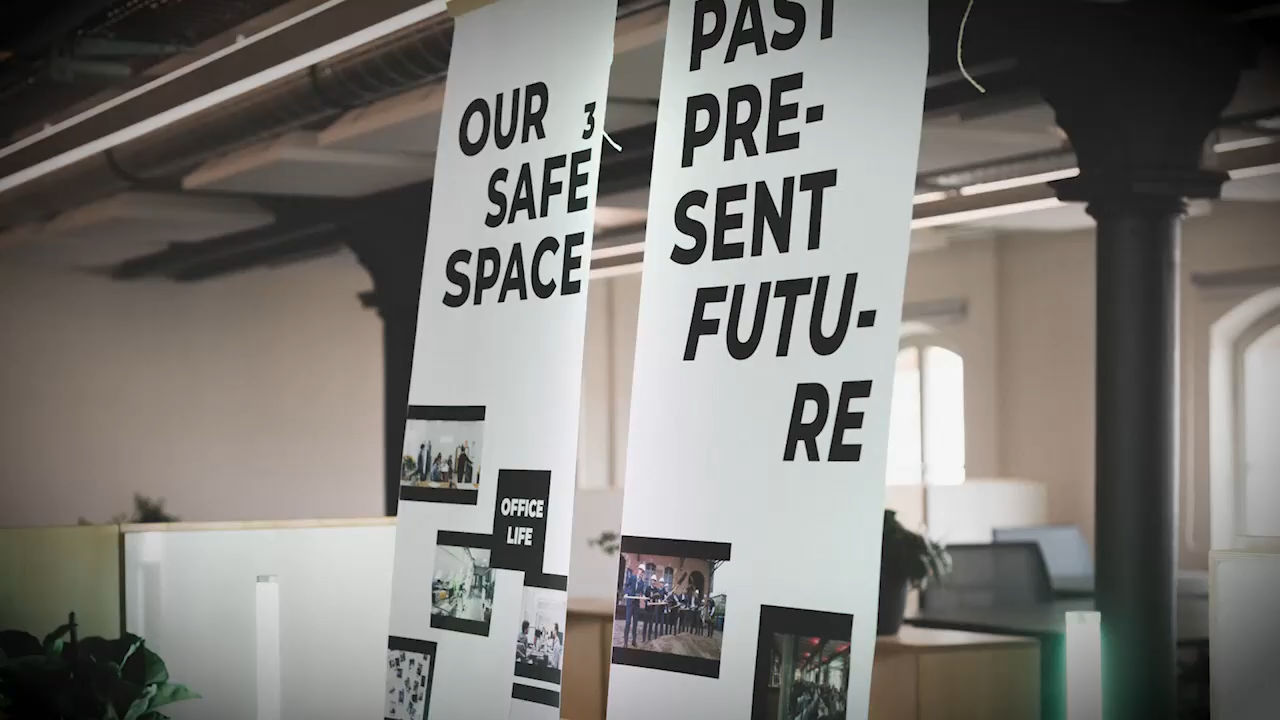 OUR 3
SAFE
SPACE
OFFICE
LIFE
PAST
PRE-
SENT
FUTU-
RE